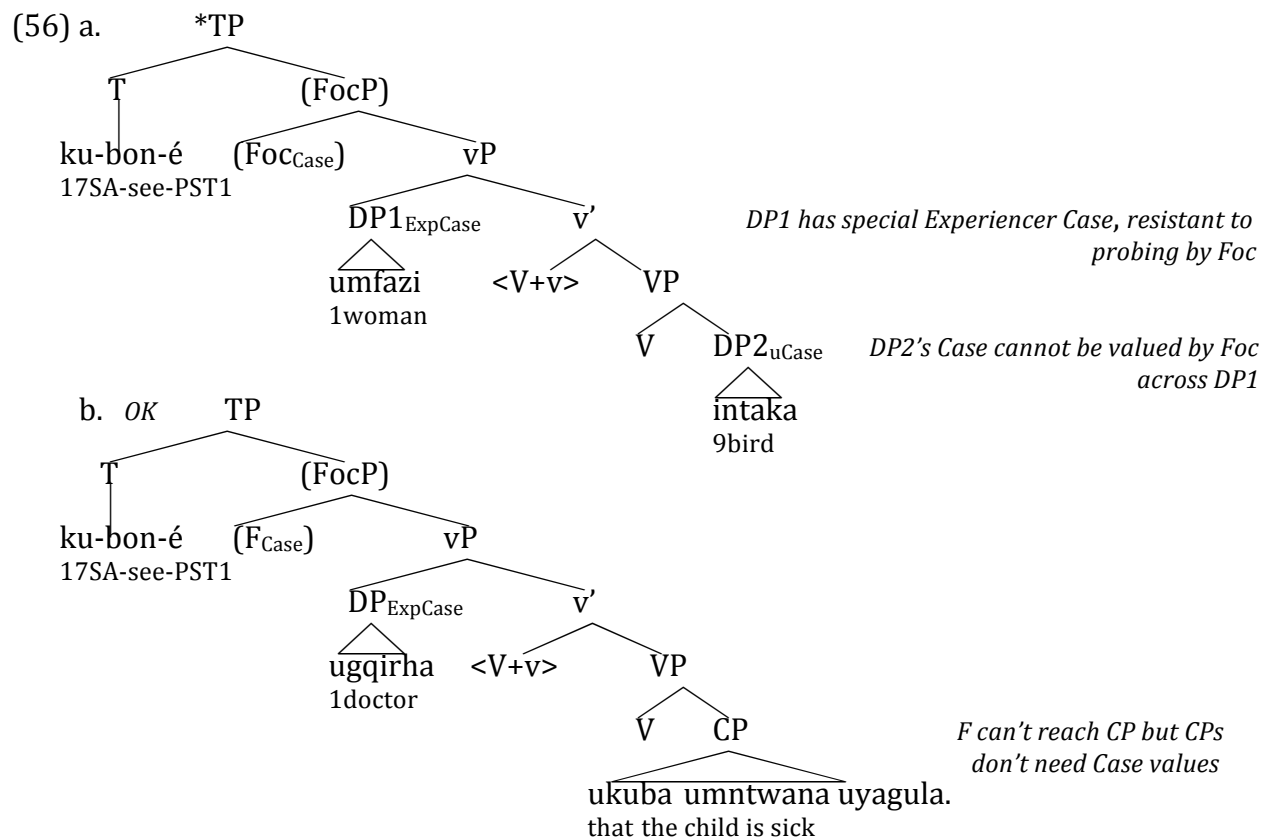 (56) a. *TP
T (FocP)
ku-bon-é (Foc_Case) vP
17SA-see-PST1
DP1_ExpCase v’ DP1 has special Experiencer Case, resistant to
probing by Foc
umfazi <V+v> VP
1woman
V DP2_uCase DP2’s Case cannot be valued by Foc
across DP1
intaka
9bird
b. OK TP
T (FocP)
ku-bon-é (F_Case) vP
17SA-see-PST1
DP_ExpCase v’
ugqirha <V+v> VP
1doctor
V CP F can’t reach CP but CPs
don’t need Case values
ukuba umntwana uyagula.
that the child is sick